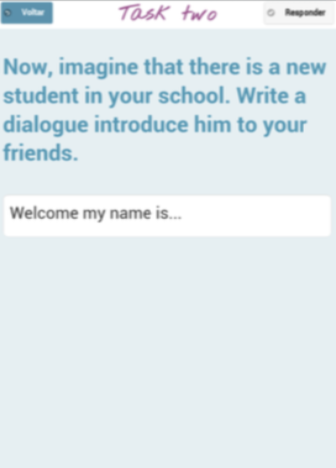 Voltar
Task two
Responder
Now, imagine that there is a new
student in your school. Write a
dialogue introduce him to your
friends.
Welcome my name is...